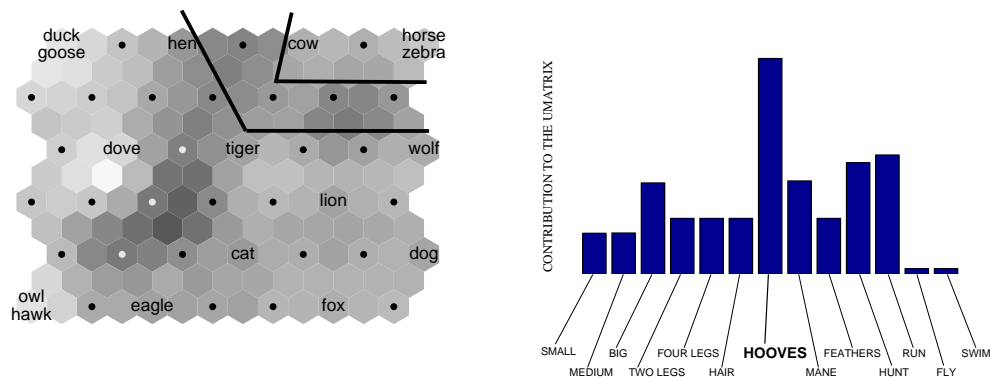 duck
goose
hen
cow
horse
zebra
dove
tiger
wolf
lion
cat
dog
owl
hawk
eagle
fox
CONTRIBUTION TO THE UMATRIX
SMALL
MEDIUM
BIG
TWO LEGS
FOUR LEGS
HAIR
HOOVES
MANE
FEATHERS
HUNT
RUN
FLY
SWIM